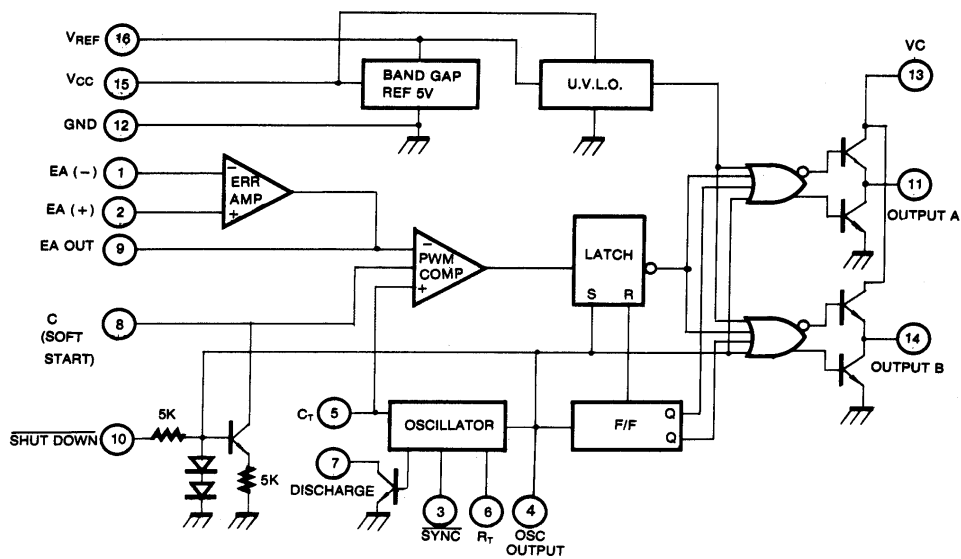 VREF 16
VCC 15
GND 12
EA (-) 1
EA (+) 2
EA OUT 9
C 8
(SOFT
START)
SHUT DOWN 10
5K
5K
BAND GAP
REF 5V
U.V.L.O.
VC
13
11
OUTPUT A
14
OUTPUT B
- ERR
+ AMP
-
PWM
COMP
+
LATCH
S R
CT 5
OSCILLATOR
F/F
Q
Q
7
DISCHARGE
3
SYNC
6
RT
4
OSC
OUTPUT